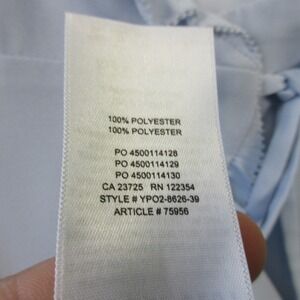 100% POLYESTER
100% POLYESTER
PO 4500114128
PO 4500114129
PO 4500114130
CA 23725 RN 122354
STYLE # YPO2-8626-39
ARTICLE # 75956